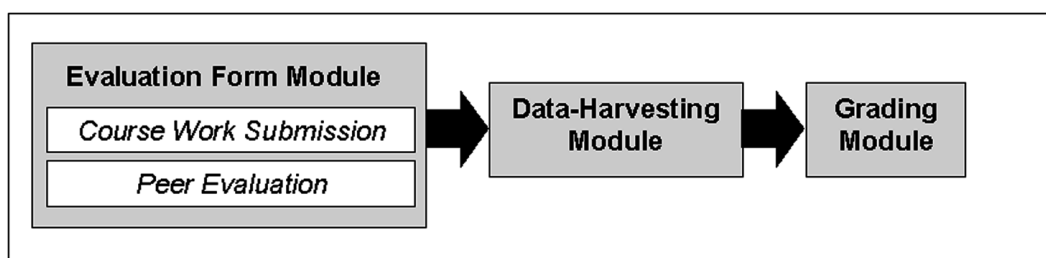 Evaluation Form Module
Course Work Submission
Peer Evaluation
Data-Harvesting
Module
Grading
Module